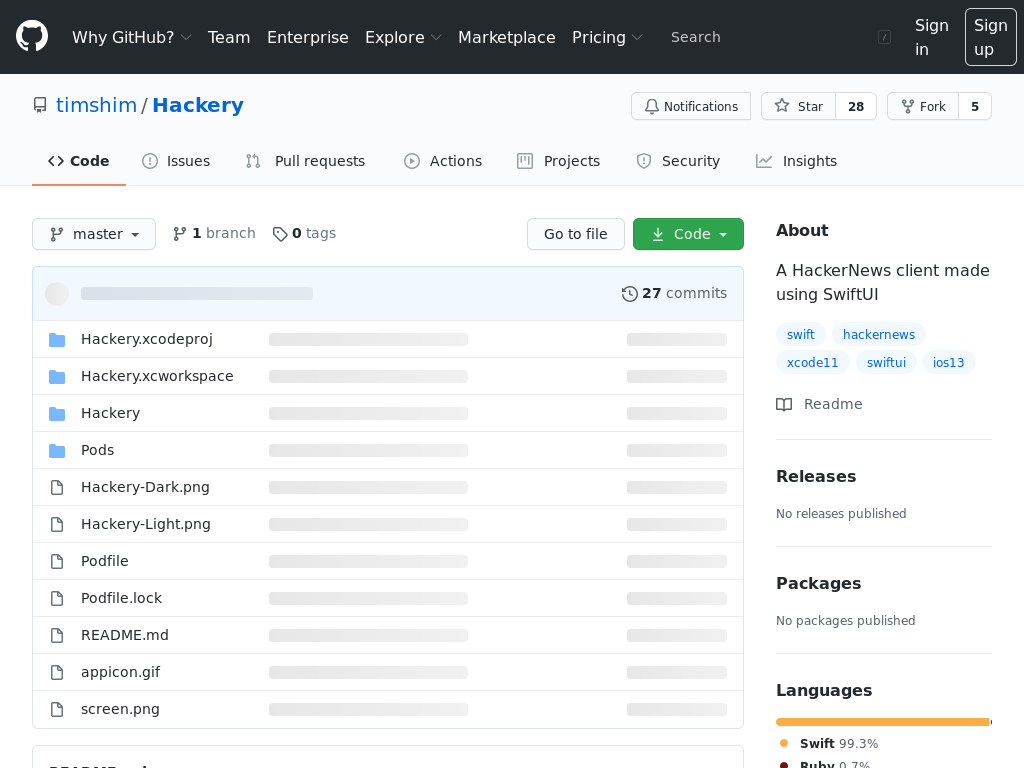 Why GitHub? Team Enterprise Explore Marketplace Pricing Search / Sign in Sign up
timshim / Hackery Notifications Star 28 Fork 5
Code Issues Pull requests Actions Projects Security Insights
master 1 branch 0 tags Go to file Code
27 commits
Hackery.xcodeproj
Hackery.xcworkspace
Hackery
Pods
Hackery-Dark.png
Hackery-Light.png
Podfile
Podfile.lock
README.md
appicon.gif
screen.png
About
A HackerNews client made
using SwiftUI
swift hackernews
xcode11 swiftui ios13
Readme
Releases
No releases published
Packages
No packages published
Languages
Swift 99.3%
Ruby 0.7%